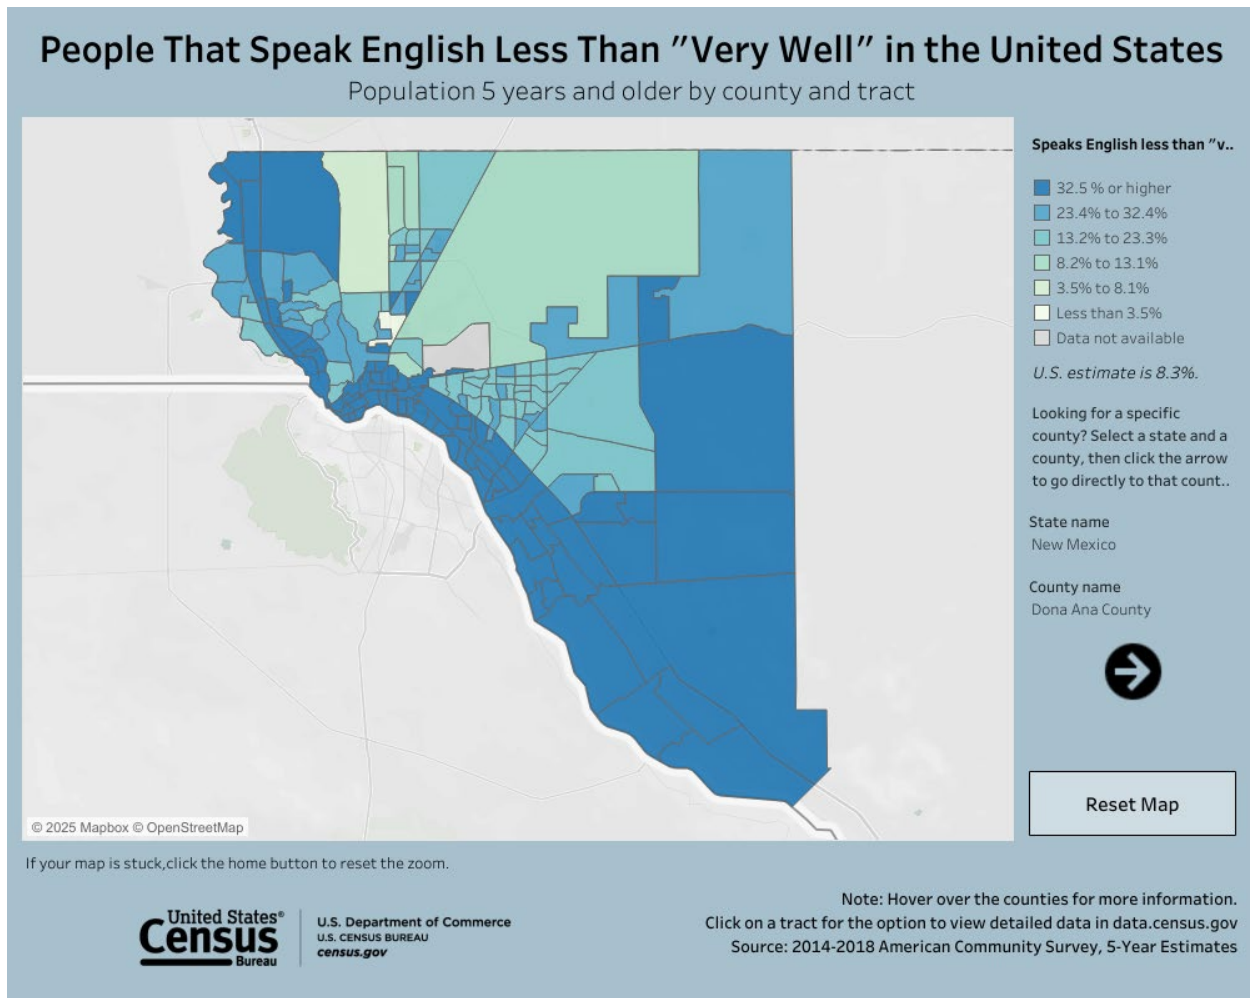 People That Speak English Less Than "Very Well" in the United States
Population 5 years and older by county and tract
Speaks English less than "v..
32.5 % or higher
23.4% to 32.4%
13.2% to 23.3%
8.2% to 13.1%
3.5% to 8.1%
Less than 3.5%
Data not available
U.S. estimate is 8.3%.
Looking for a specific
county? Select a state and a
county, then click the arrow
to go directly to that count..
State name
New Mexico
County name
Dona Ana County
Reset Map
© 2025 Mapbox © OpenStreetMap
If your map is stuck,click the home button to reset the zoom.
United States®
Census
Bureau
U.S. Department of Commerce
U.S. CENSUS BUREAU
census.gov
Note: Hover over the counties for more information.
Click on a tract for the option to view detailed data in data.census.gov
Source: 2014-2018 American Community Survey, 5-Year Estimates